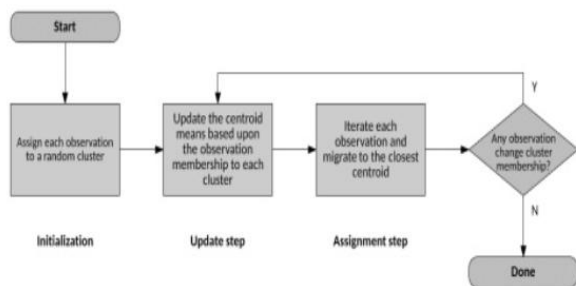 Start
Y
Assign each observation
to a random cluster
Update the centroid
means based upon
the observation
membership to each
cluster
Iterate each
observation and
migrate to the closest
centroid
Any observation
change cluster
membership?
N
Initialization
Update step
Assignment step
Done